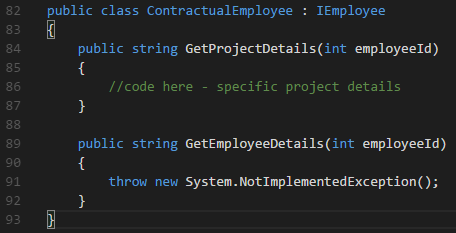 82 public class ContractualEmployee : IEmployee
83 {
84     public string GetProjectDetails(int employeeId)
85     {
86         //code here - specific project details
87     }
88
89     public string GetEmployeeDetails(int employeeId)
90     {
91         throw new System.NotImplementedException();
92     }
93 }